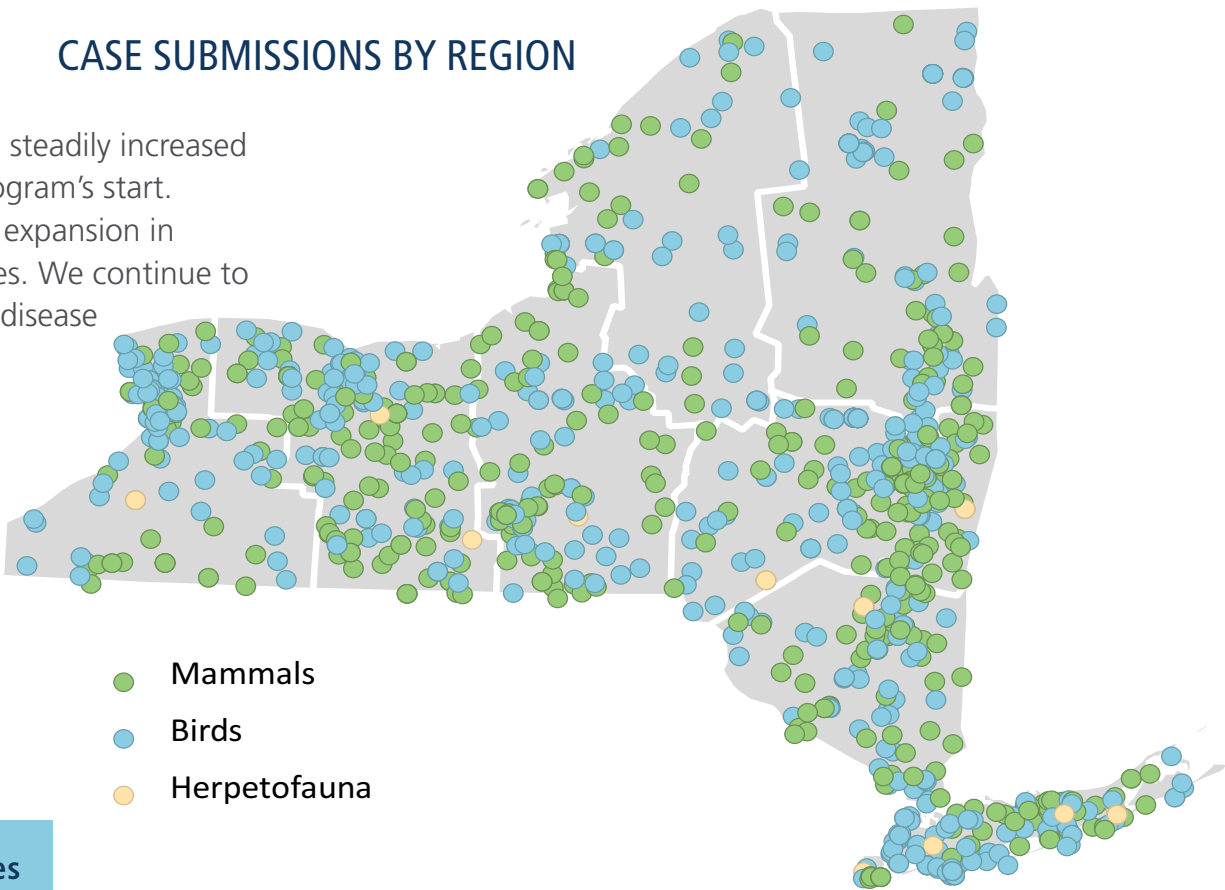 CASE SUBMISSIONS BY REGION
steadily increased
ogram's start.
expansion in
es. We continue to
disease
Mammals
Birds
Herpetofauna
es